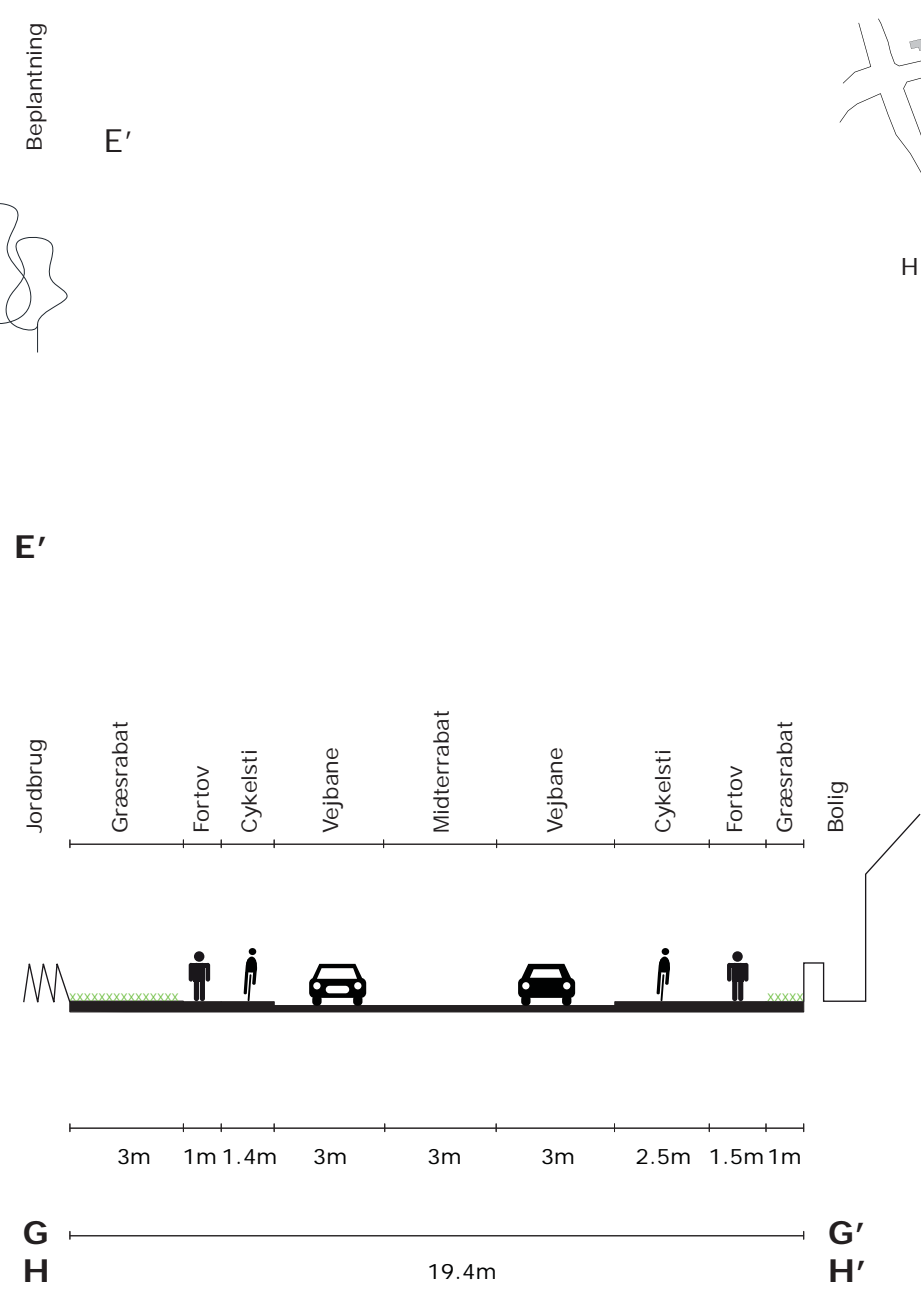 Beplantning
E’
H
E’
Jordbrug
Græsrabat
Fortov
Cykelsti
Vejbane
Midterrabat
Vejbane
Cykelsti
Fortov
Græsrabat
Bolig
3m 1m 1.4m 3m 3m 3m 2.5m 1.5m 1m
G G’
19.4m
H H’